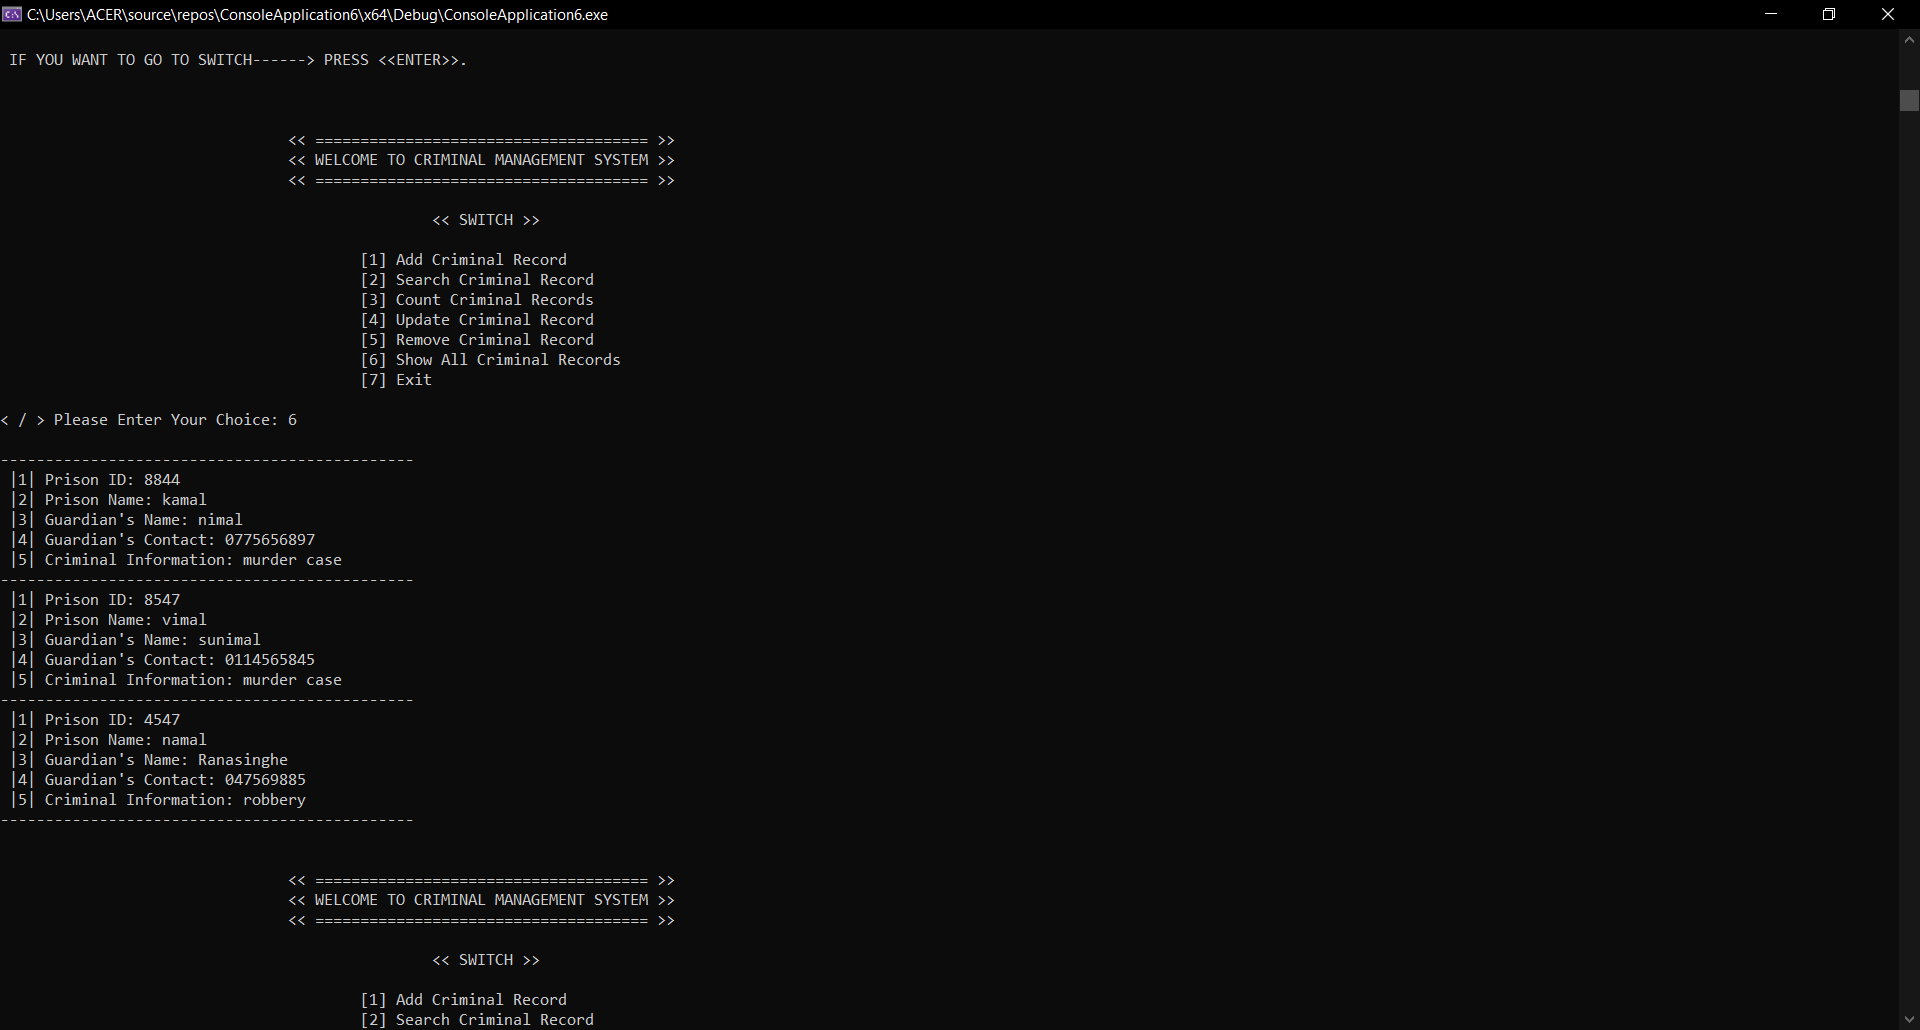 C:\Users\ACER\source\repos\ConsoleApplication6\x64\Debug\ConsoleApplication6.exe
IF YOU WANT TO GO TO SWITCH------> PRESS <<ENTER>>.
<< ===================================== >>
<< WELCOME TO CRIMINAL MANAGEMENT SYSTEM >>
<< ===================================== >>
<< SWITCH >>
[1] Add Criminal Record
[2] Search Criminal Record
[3] Count Criminal Records
[4] Update Criminal Record
[5] Remove Criminal Record
[6] Show All Criminal Records
[7] Exit
< / > Please Enter Your Choice: 6
----------------------------------------------
|1| Prison ID: 8844
|2| Prison Name: kamal
|3| Guardian's Name: nimal
|4| Guardian's Contact: 0775656897
|5| Criminal Information: murder case
----------------------------------------------
|1| Prison ID: 8547
|2| Prison Name: vimal
|3| Guardian's Name: sunimal
|4| Guardian's Contact: 0114565845
|5| Criminal Information: murder case
----------------------------------------------
|1| Prison ID: 4547
|2| Prison Name: namal
|3| Guardian's Name: Ranasinghe
|4| Guardian's Contact: 047569885
|5| Criminal Information: robbery
----------------------------------------------
<< ===================================== >>
<< WELCOME TO CRIMINAL MANAGEMENT SYSTEM >>
<< ===================================== >>
<< SWITCH >>
[1] Add Criminal Record
[2] Search Criminal Record